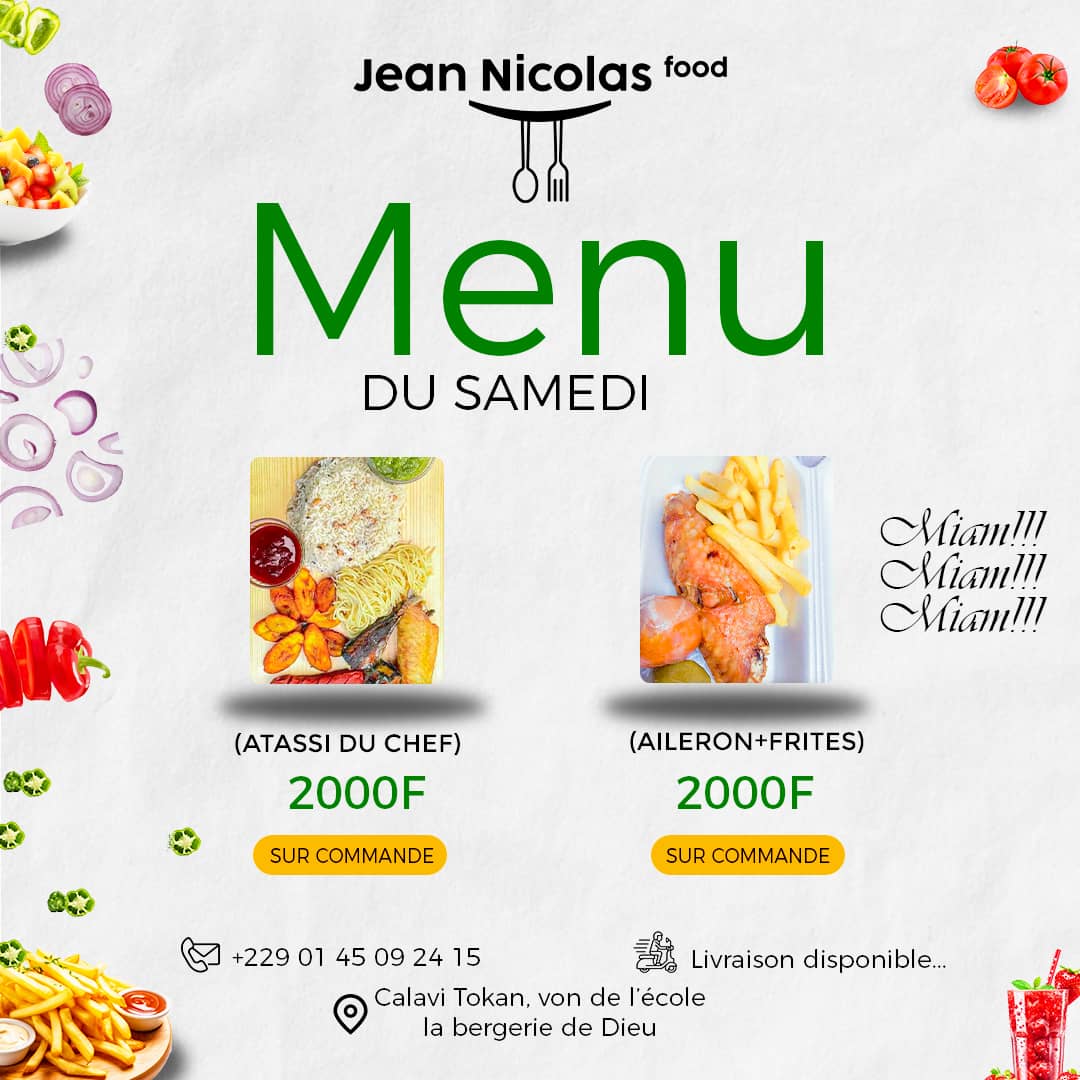 Jean Nicolas food
Menu
DU SAMEDI
Miam!!!
Miam!!!
Miam!!!
(ATASSI DU CHEF)
2000F
SUR COMMANDE
(AILERON+FRITES)
2000F
SUR COMMANDE
+229 01 45 09 24 15
Livraison disponible...
Calavi Tokan, von de l'école
la bergerie de Dieu